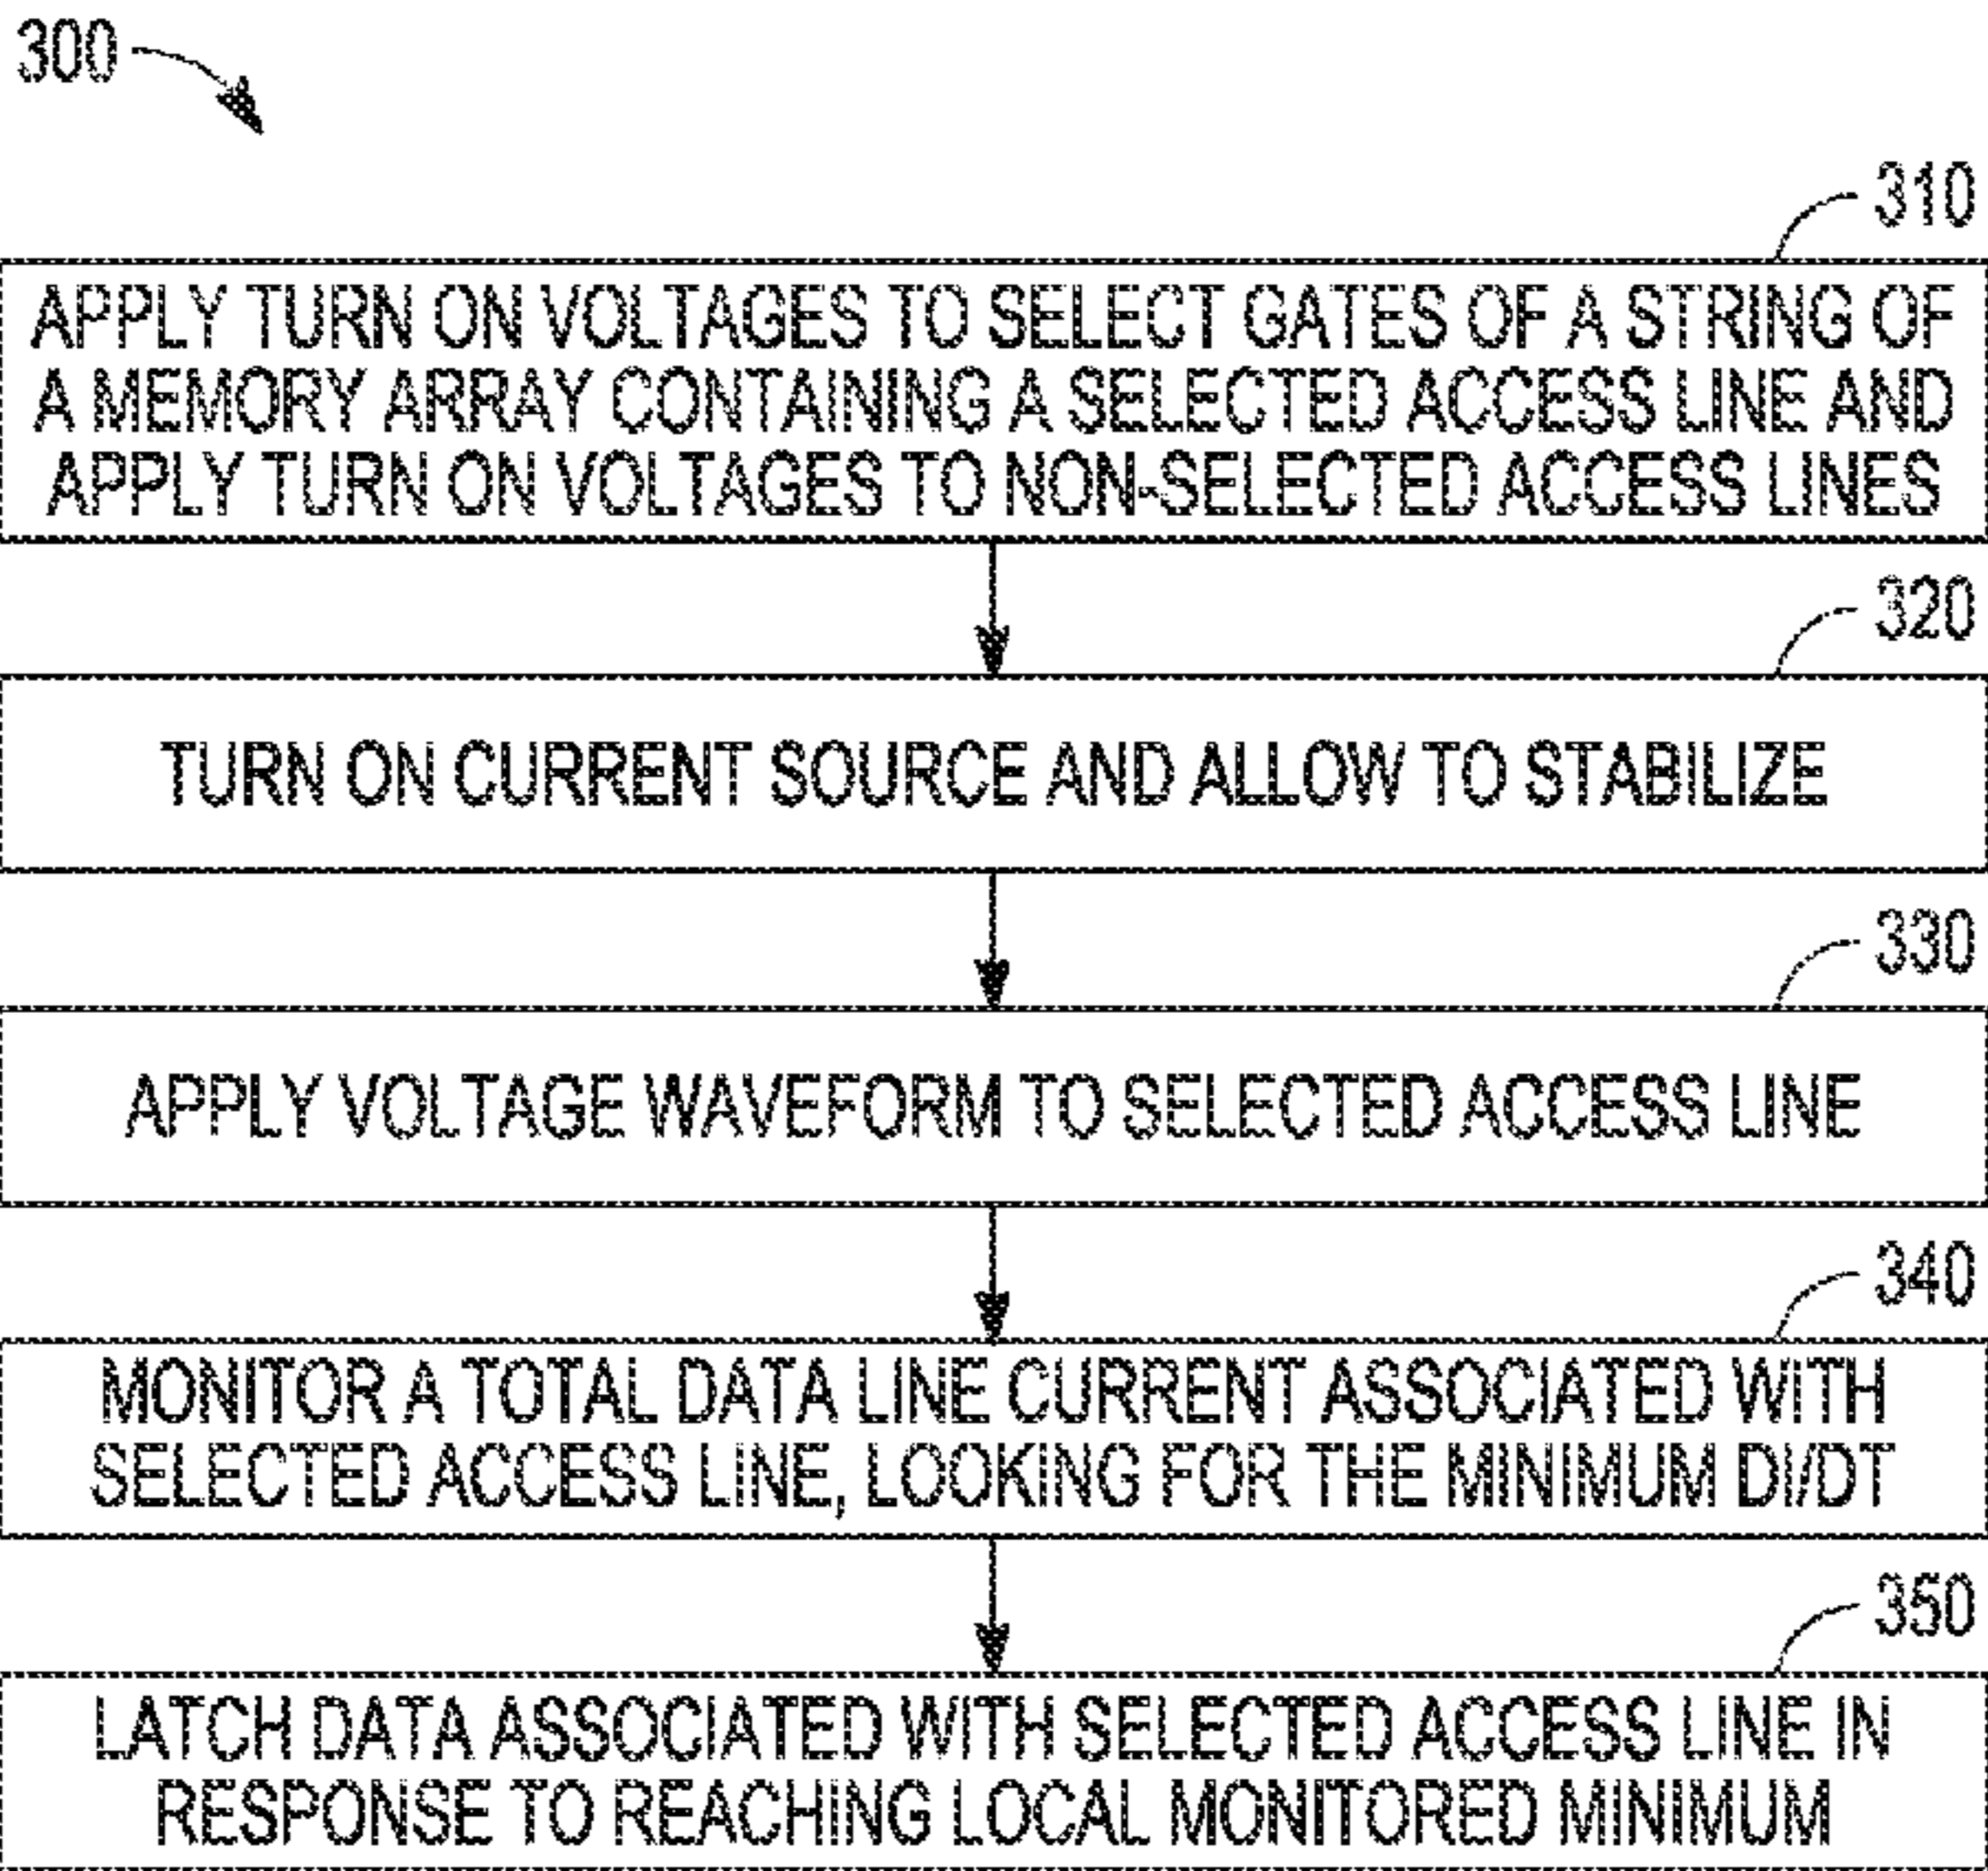 300
310
APPLY TURN ON VOLTAGES TO SELECT GATES OF A STRING OF
A MEMORY ARRAY CONTAINING A SELECTED ACCESS LINE AND
APPLY TURN ON VOLTAGES TO NON-SELECTED ACCESS LINES
320
TURN ON CURRENT SOURCE AND ALLOW TO STABILIZE
330
APPLY VOLTAGE WAVEFORM TO SELECTED ACCESS LINE
340
MONITOR A TOTAL DATA LINE CURRENT ASSOCIATED WITH
SELECTED ACCESS LINE, LOOKING FOR THE MINIMUM DI/DT
350
LATCH DATA ASSOCIATED WITH SELECTED ACCESS LINE IN
RESPONSE TO REACHING LOCAL MONITORED MINIMUM